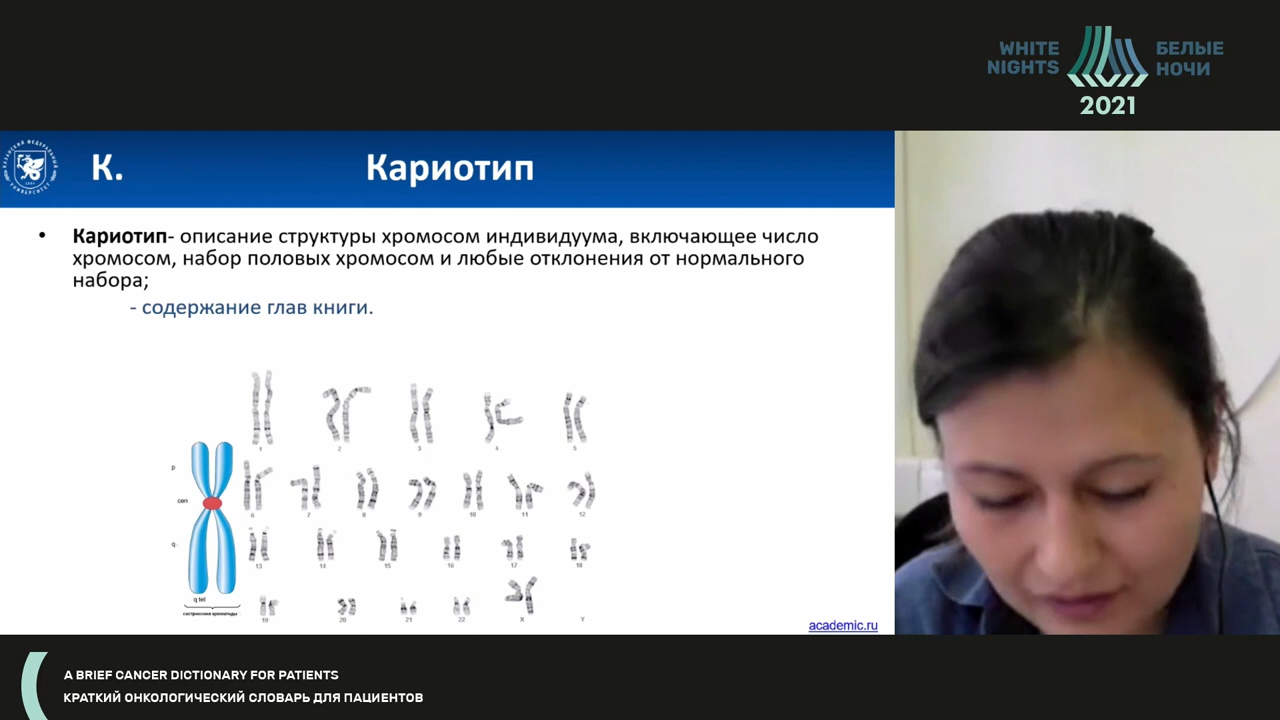 WHITE NIGHTS
БЕЛЫЕ НОЧИ
2021
К.
Кариотип
• Кариотип- описание структуры хромосом индивидуума, включающее число
хромосом, набор половых хромосом и любые отклонения от нормального
набора;
- содержание глав книги.
1 2 3 4 5
p
cen
q
q tel
сестринские хроматиды
6 7 8 9 10 11 12
13 14 15 16 17 18
19 20 21 22 X Y
academic.ru
A BRIEF CANCER DICTIONARY FOR PATIENTS
КРАТКИЙ ОНКОЛОГИЧЕСКИЙ СЛОВАРЬ ДЛЯ ПАЦИЕНТОВ